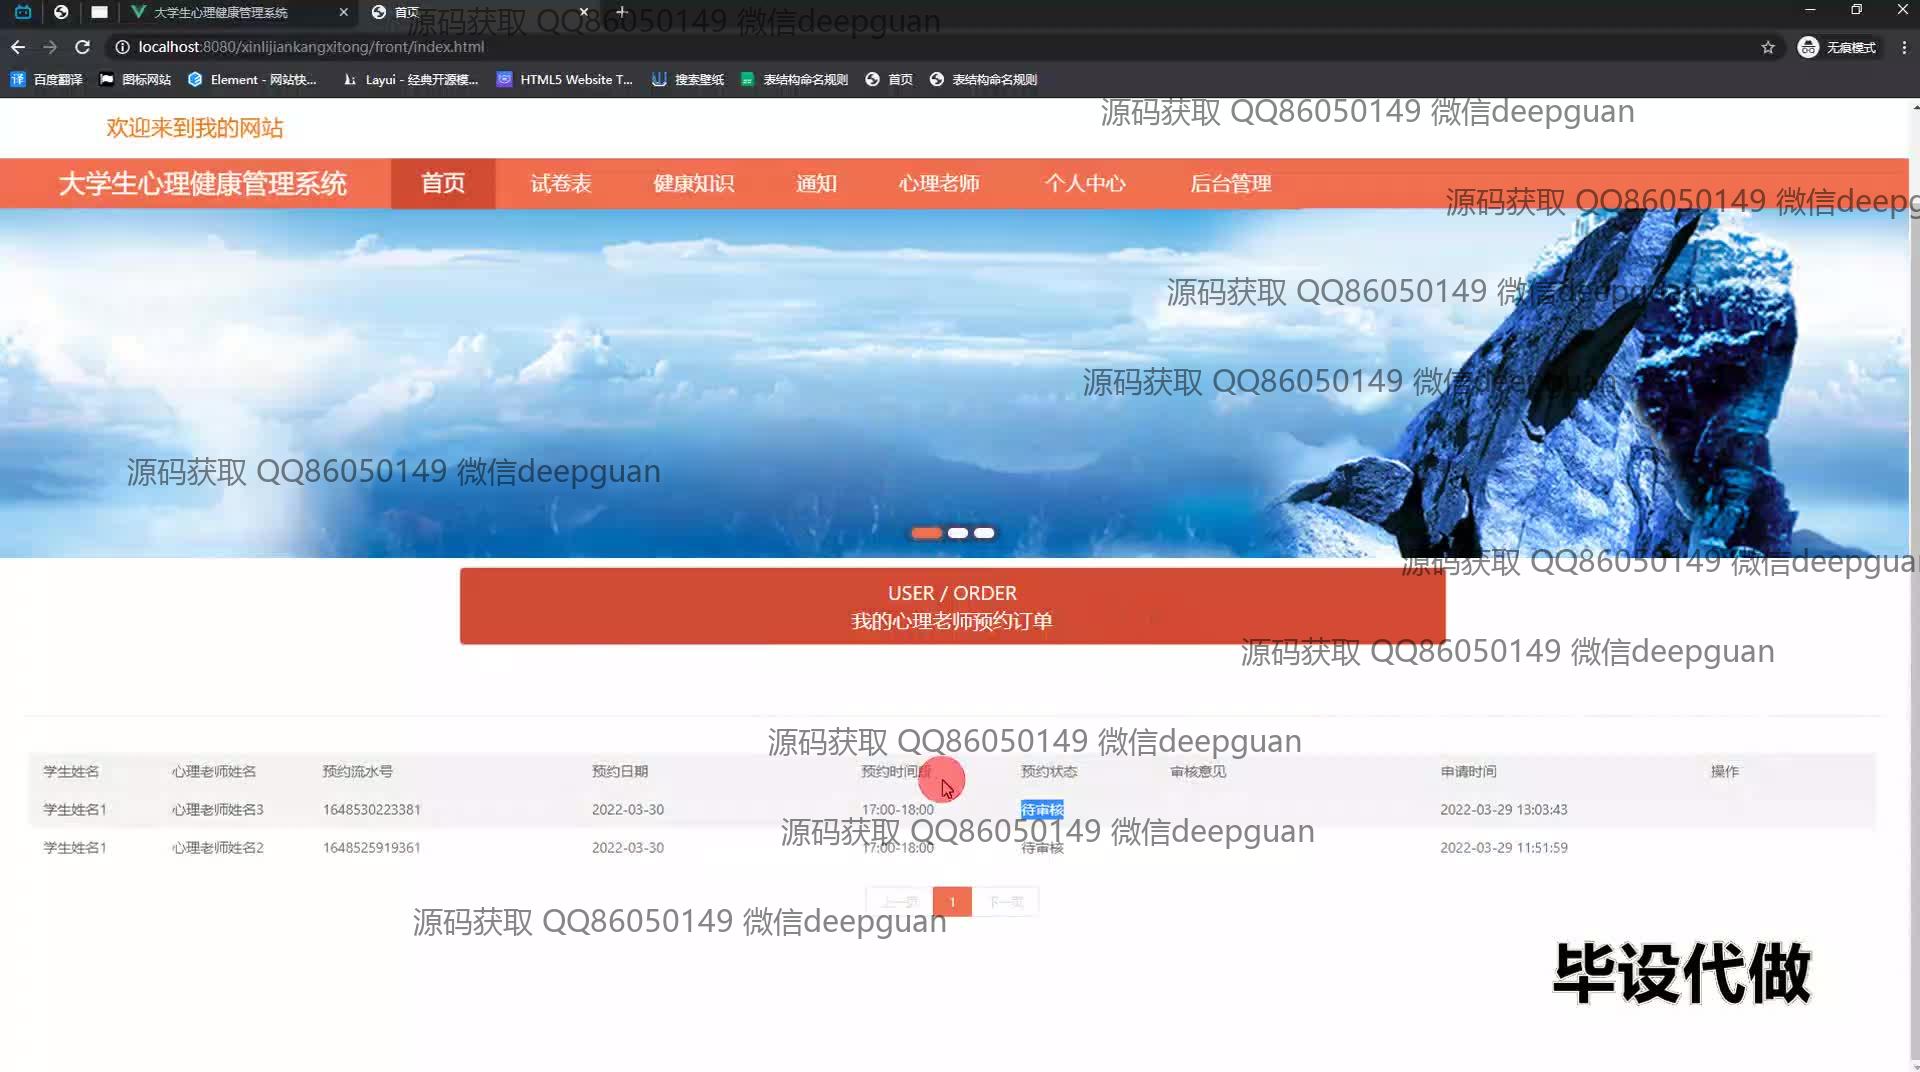 大学生心理健康管理系统
首页
源码获取 QQ86050149 微信deepguan
localhost:8080/xinlijiankangxitong/front/index.html
无痕模式
百度翻译
图标网站
Element - 网站快...
Layui - 经典开源模...
HTML5 Website T...
搜索壁纸
表结构命名规则
首页
表结构命名规则
源码获取 QQ86050149 微信deepguan
欢迎来到我的网站
大学生心理健康管理系统
首页
试卷表
健康知识
通知
心理老师
个人中心
后台管理
源码获取 QQ86050149 微信deepg
源码获取 QQ86050149 微信deepguan
源码获取 QQ86050149 微信deepguan
源码获取 QQ86050149 微信deepguan
源码获取 QQ86050149 微信deepgua
USER / ORDER
我的心理老师预约订单
源码获取 QQ86050149 微信deepguan
源码获取 QQ86050149 微信deepguan
学生姓名 心理老师姓名 预约流水号 预约日期 预约时间段 预约状态 审核意见 申请时间 操作
学生姓名1 心理老师姓名3 1648530223381 2022-03-30 17:00-18:00 待审核 2022-03-29 13:03:43
源码获取 QQ86050149 微信deepguan
学生姓名1 心理老师姓名2 1648525919361 2022-03-30 17:00-18:00 待审核 2022-03-29 11:51:59
上一页 1 下一页
源码获取 QQ86050149 微信deepguan
毕设代做